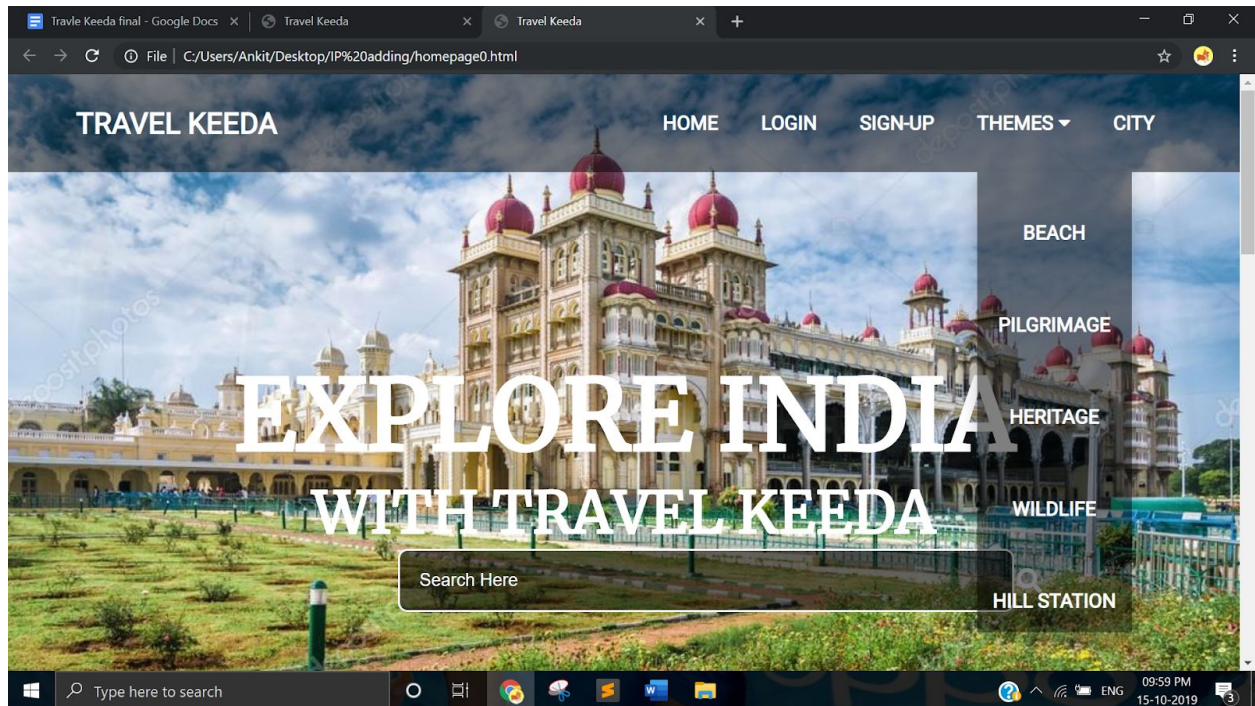 Travle Keeda final - Google Docs
Travel Keeda
Travel Keeda
File | C:/Users/Ankit/Desktop/IP%20adding/homepage0.html
TRAVEL KEEDA HOME LOGIN SIGN-UP THEMES CITY
BEACH
PILGRIMAGE
HERITAGE
WILDLIFE
HILL STATION
EXPLORE INDIA
WITH TRAVEL KEEDA
Search Here
depositphotos
Type here to search
ENG
09:59 PM
15-10-2019
3